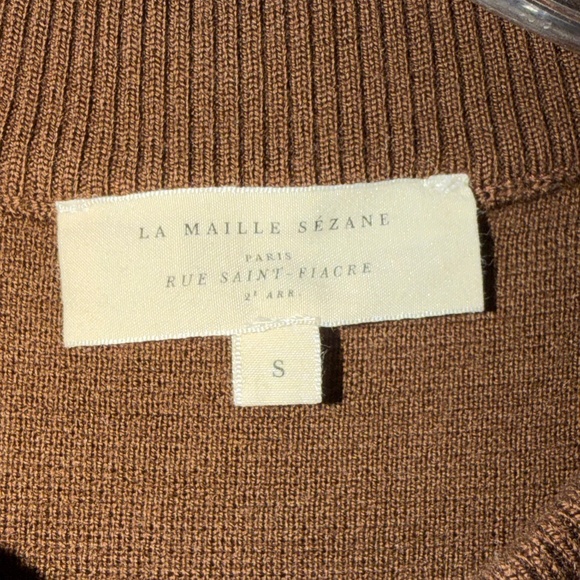 LA MAILLE SÉZANE
PARIS
RUE SAINT-FIACRE
2E ARR.
S